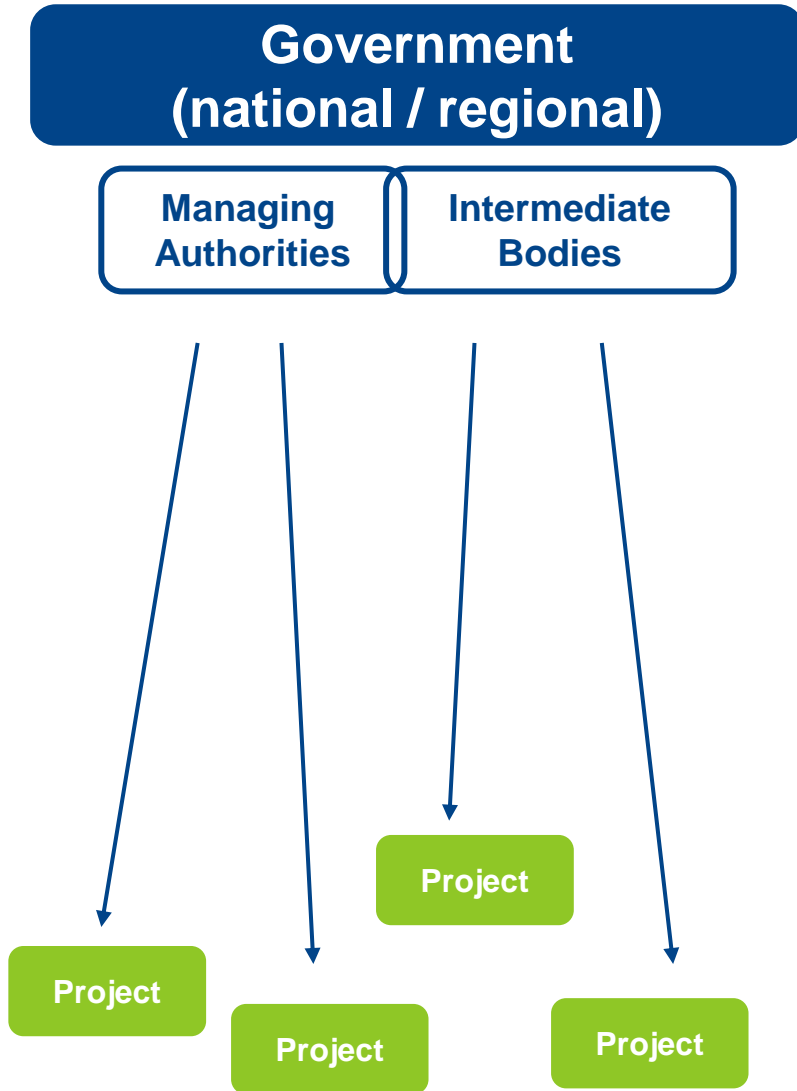 Government
(national / regional)
Managing
Authorities
Intermediate
Bodies
Project
Project
Project
Project